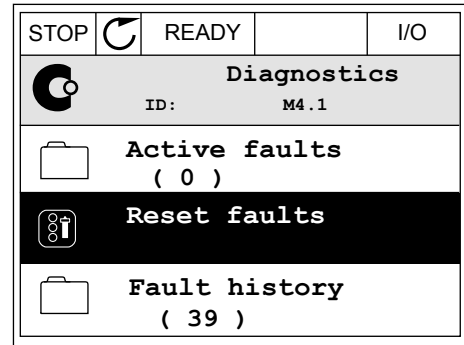 STOP READY I/O
Diagnostics
ID: M4.1
Active faults
( 0 )
Reset faults
Fault history
( 39 )